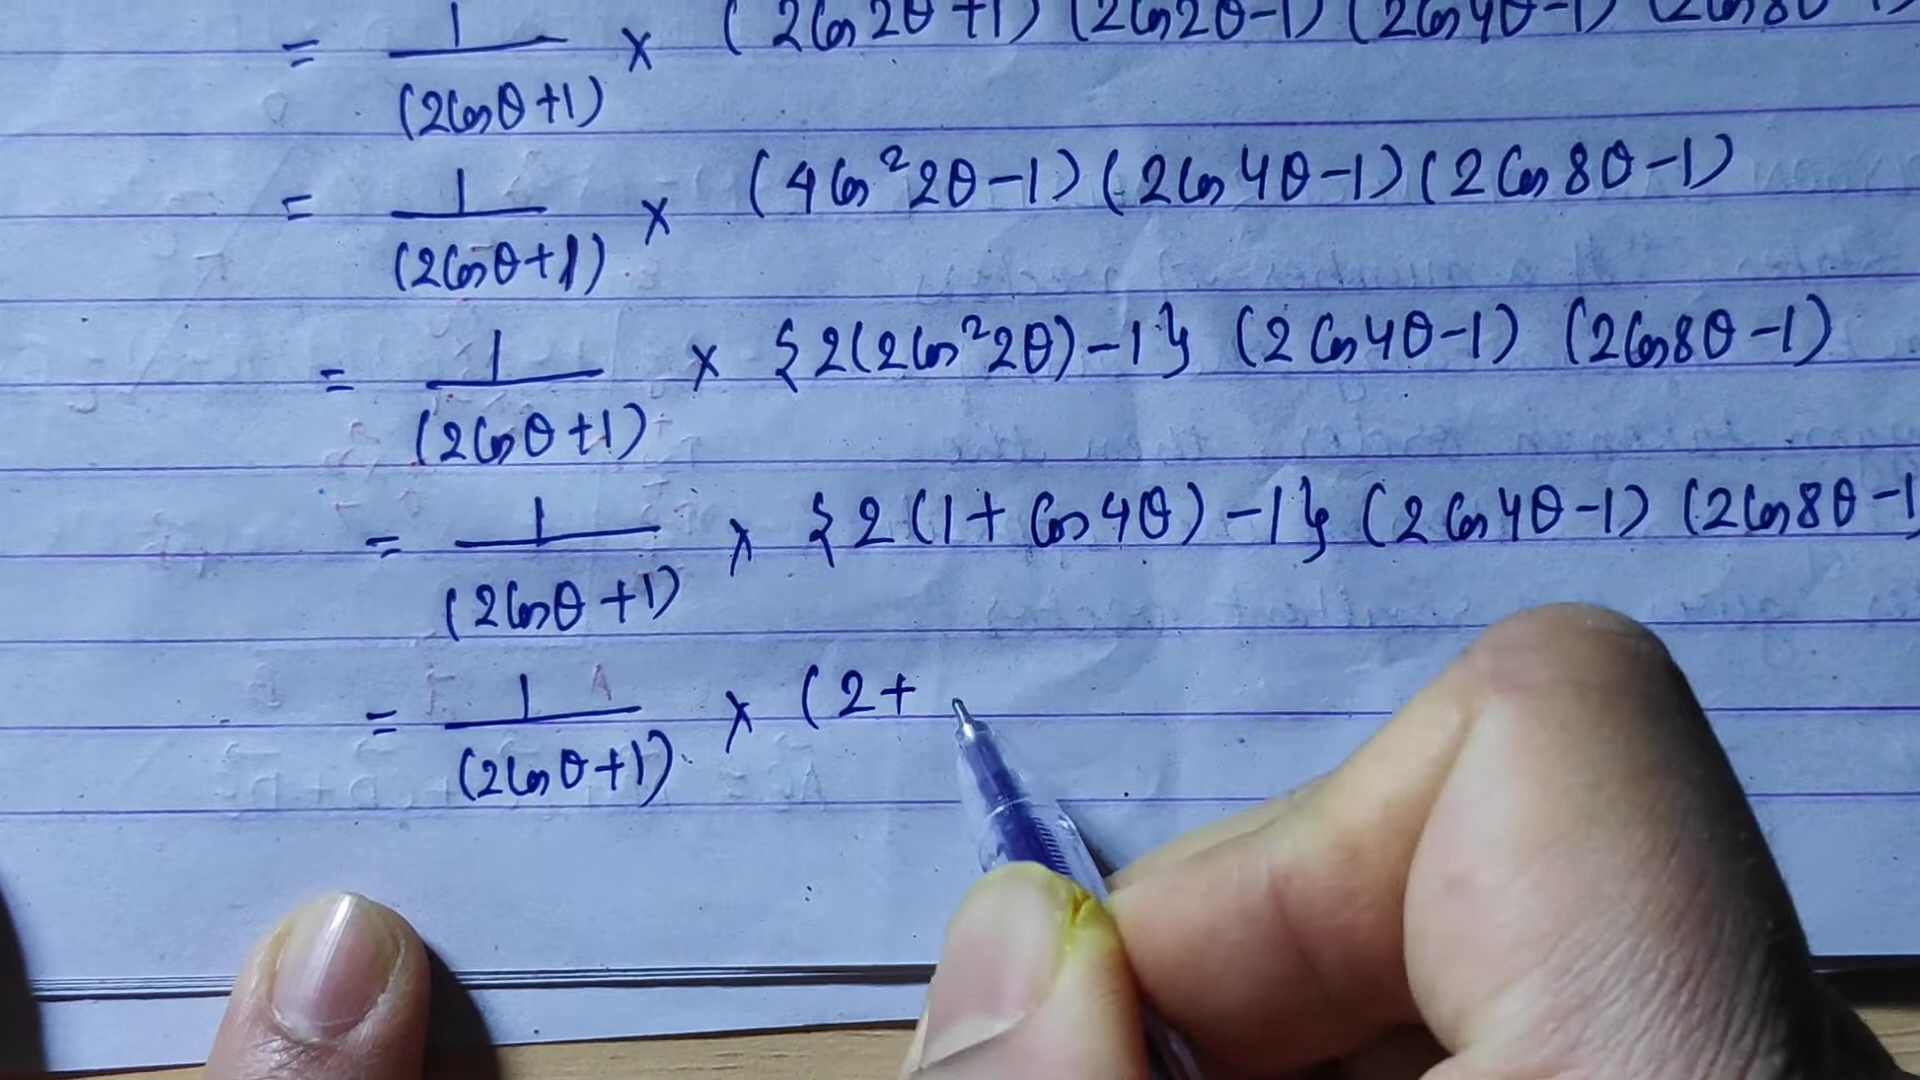 = 1/(2Cosθ+1) × (2Cos2θ+1)(2Cos2θ-1)(2Cos4θ-1)(2Cos8θ-1)
= 1/(2Cosθ+1) × (4Cos²2θ-1)(2Cos4θ-1)(2Cos8θ-1)
= 1/(2Cosθ+1) × {2(2Cos²2θ)-1} (2Cos4θ-1) (2Cos8θ-1)
= 1/(2Cosθ+1) × {2(1+Cos4θ)-1} (2Cos4θ-1) (2Cos8θ-1
= 1/(2Cosθ+1) × (2+